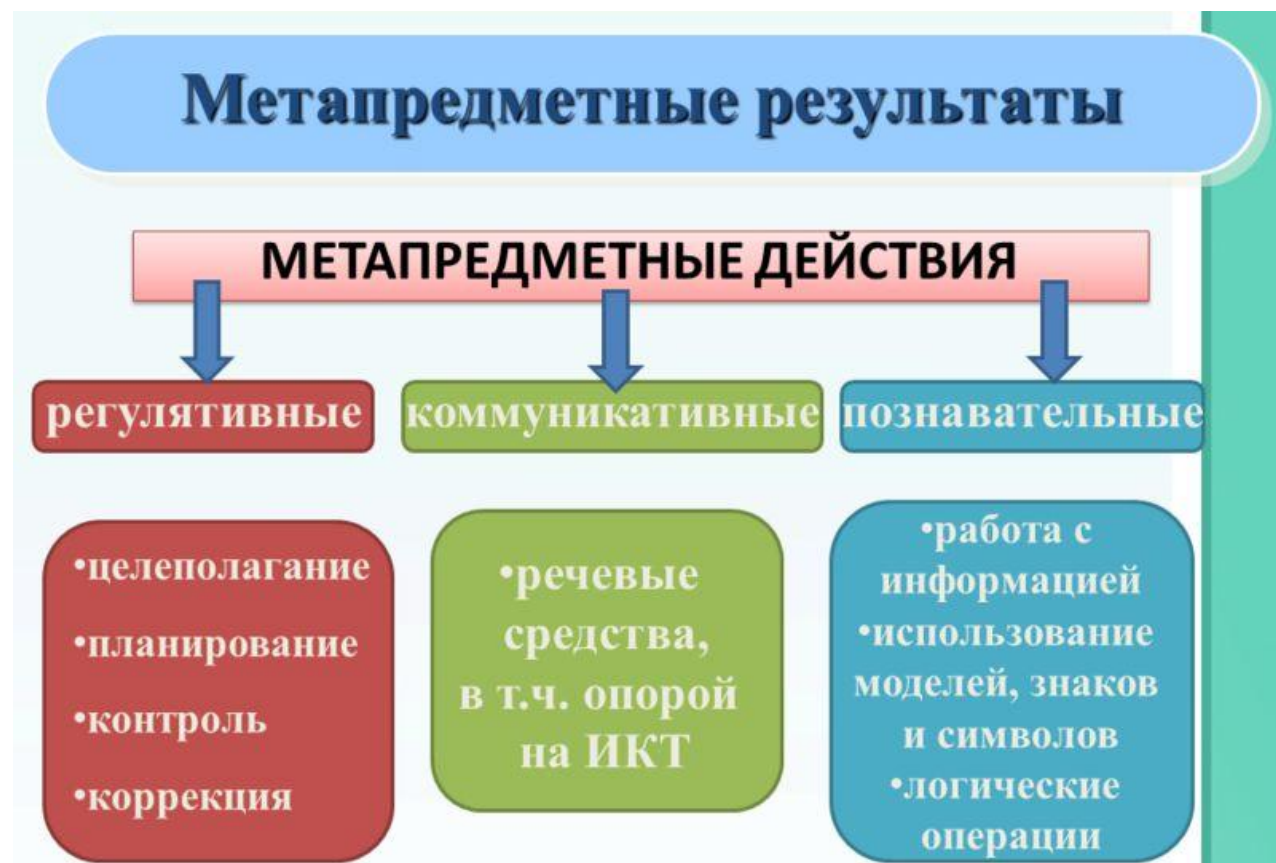 Метапредметные результаты
МЕТАПРЕДМЕТНЫЕ ДЕЙСТВИЯ
регулятивные
коммуникативные
познавательные
•целеполагание
•планирование
•контроль
•коррекция
•речевые
средства,
в т.ч. опорой
на ИКТ
•работа с
информацией
•использование
моделей, знаков
и символов
•логические
операции